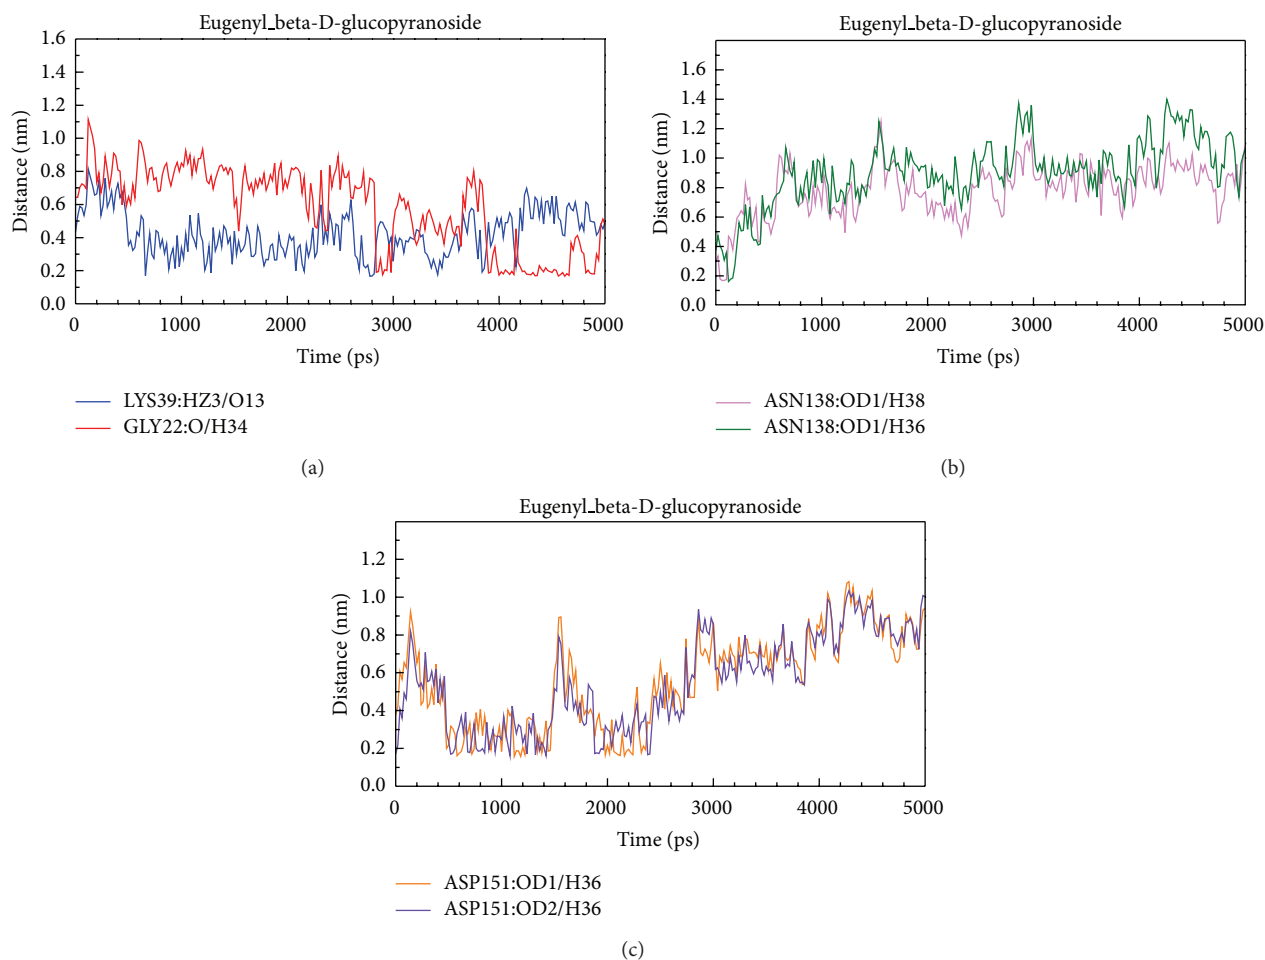 Eugenyl_beta-D-glucopyranoside
1.6
1.4
1.2
1.0
0.8
0.6
0.4
0.2
0.0
Distance (nm)
0 1000 2000 3000 4000 5000
Time (ps)
LYS39:HZ3/O13
GLY22:O/H34
(a)
Eugenyl_beta-D-glucopyranoside
1.6
1.4
1.2
1.0
0.8
0.6
0.4
0.2
0.0
Distance (nm)
0 1000 2000 3000 4000 5000
Time (ps)
ASN138:OD1/H38
ASN138:OD1/H36
(b)
Eugenyl_beta-D-glucopyranoside
1.2
1.0
0.8
0.6
0.4
0.2
0.0
Distance (nm)
0 1000 2000 3000 4000 5000
Time (ps)
ASP151:OD1/H36
ASP151:OD2/H36
(c)